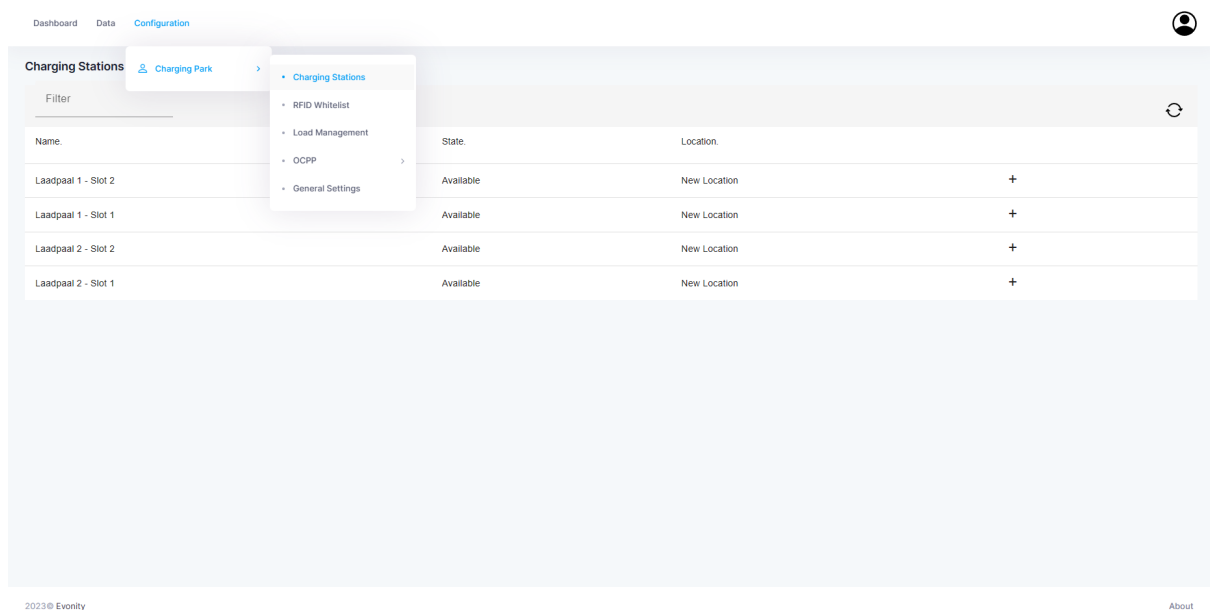 Dashboard Data Configuration
Charging Stations
Charging Park
Charging Stations
RFID Whitelist
Load Management
OCPP
General Settings
Filter
Name. State. Location.
Laadpaal 1 - Slot 2 Available New Location +
Laadpaal 1 - Slot 1 Available New Location +
Laadpaal 2 - Slot 2 Available New Location +
Laadpaal 2 - Slot 1 Available New Location +
2023© Evonity About